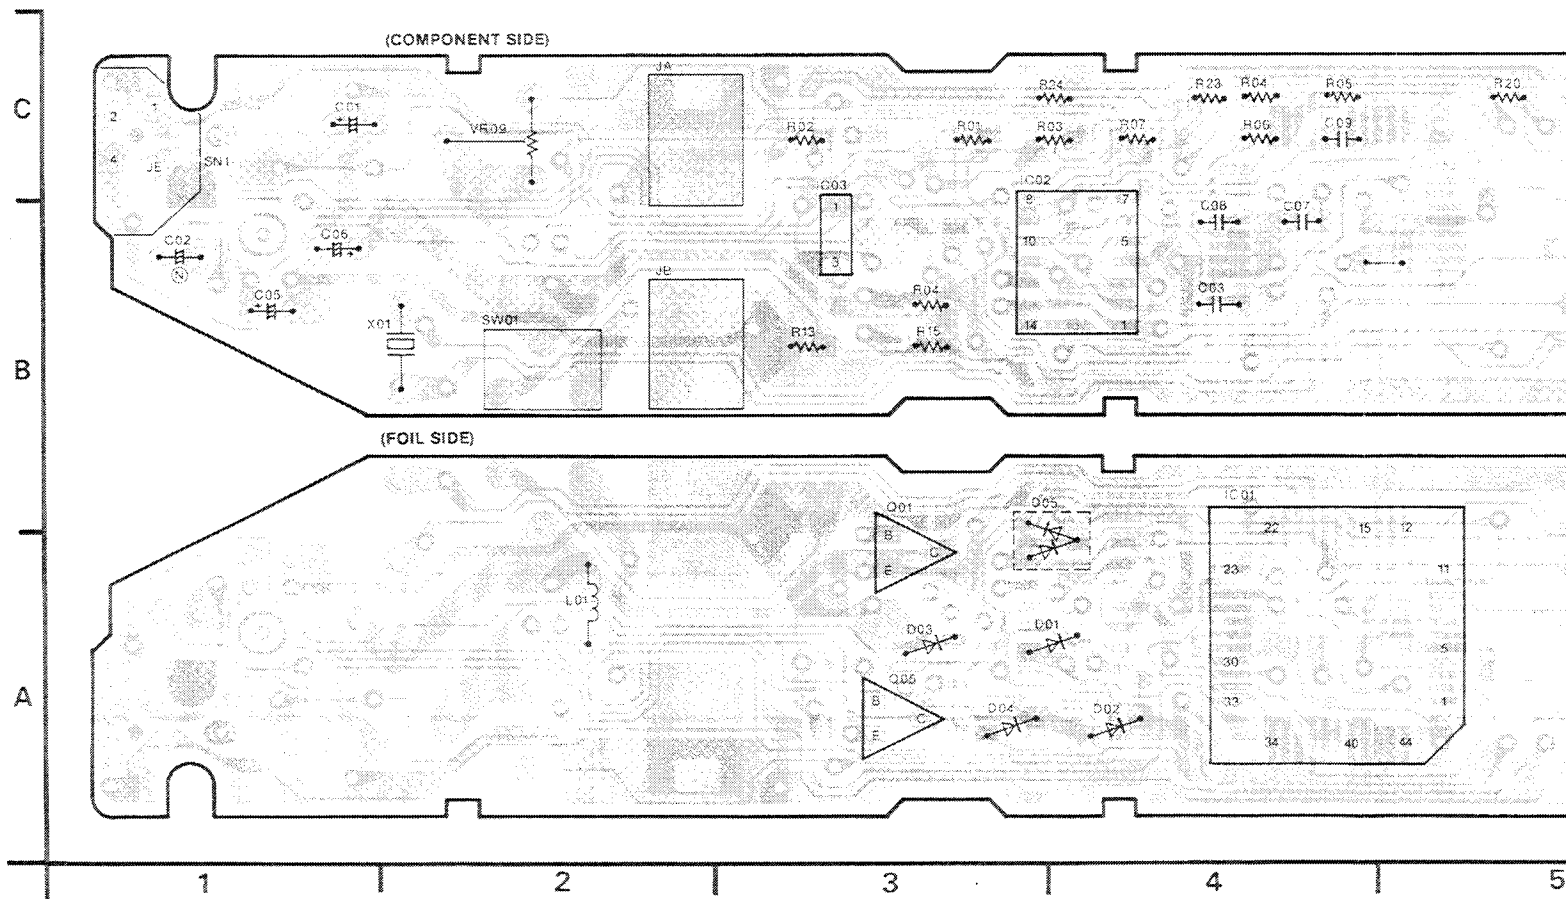 (COMPONENT SIDE)
C
JA
R24
R23
R04
R05
R20
2
1
C01
VR09
R02
R01
R03
R07
R06
C09
4
JE
SN1
C03
IC02
1
8
7
C08
C07
C02
C06
10
5
3
JB
C05
R04
C03
X01
SW01
14
1
R13
R15
B
(FOIL SIDE)
Q01
D05
IC01
B
22
15
12
C
E
23
11
L01
D03
D01
5
30
A
Q05
B
D04
D02
33
1
C
E
34
40
44
1
2
3
4
5